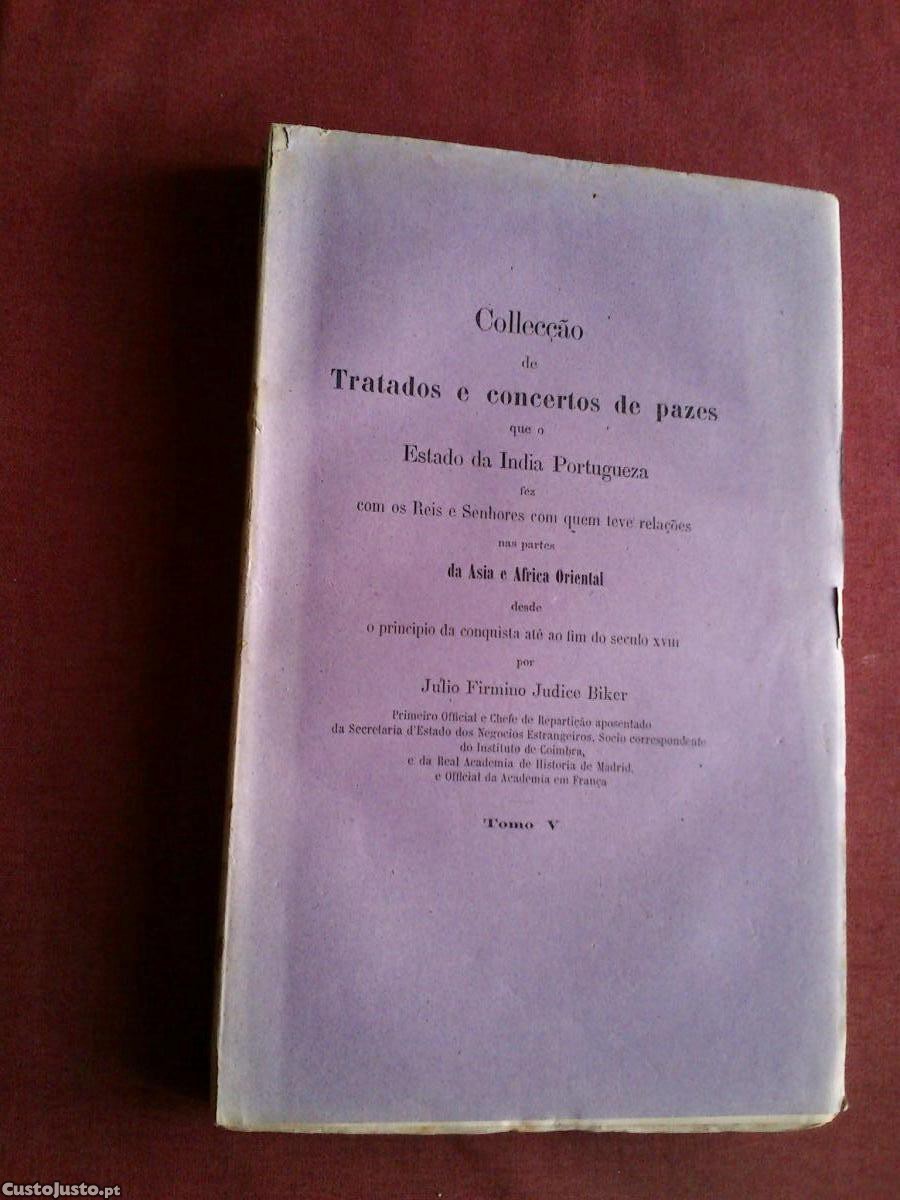 Collecção
de
Tratados e concertos de pazes
que o
Estado da India Portugueza
fez
com os Reis e Senhores com quem teve relações
nas partes
da Asia e Africa Oriental
desde
o principio da conquista até ao fim do seculo XVIII
por
Julio Firmino Judice Biker
Primeiro Official e Chefe de Repartição aposentado
da Secretaria d'Estado dos Negocios Estrangeiros, Socio correspondente
do Instituto de Coimbra,
e da Real Academia de Historia de Madrid,
e Official da Academia em França
Tomo V
CustoJusto.pt